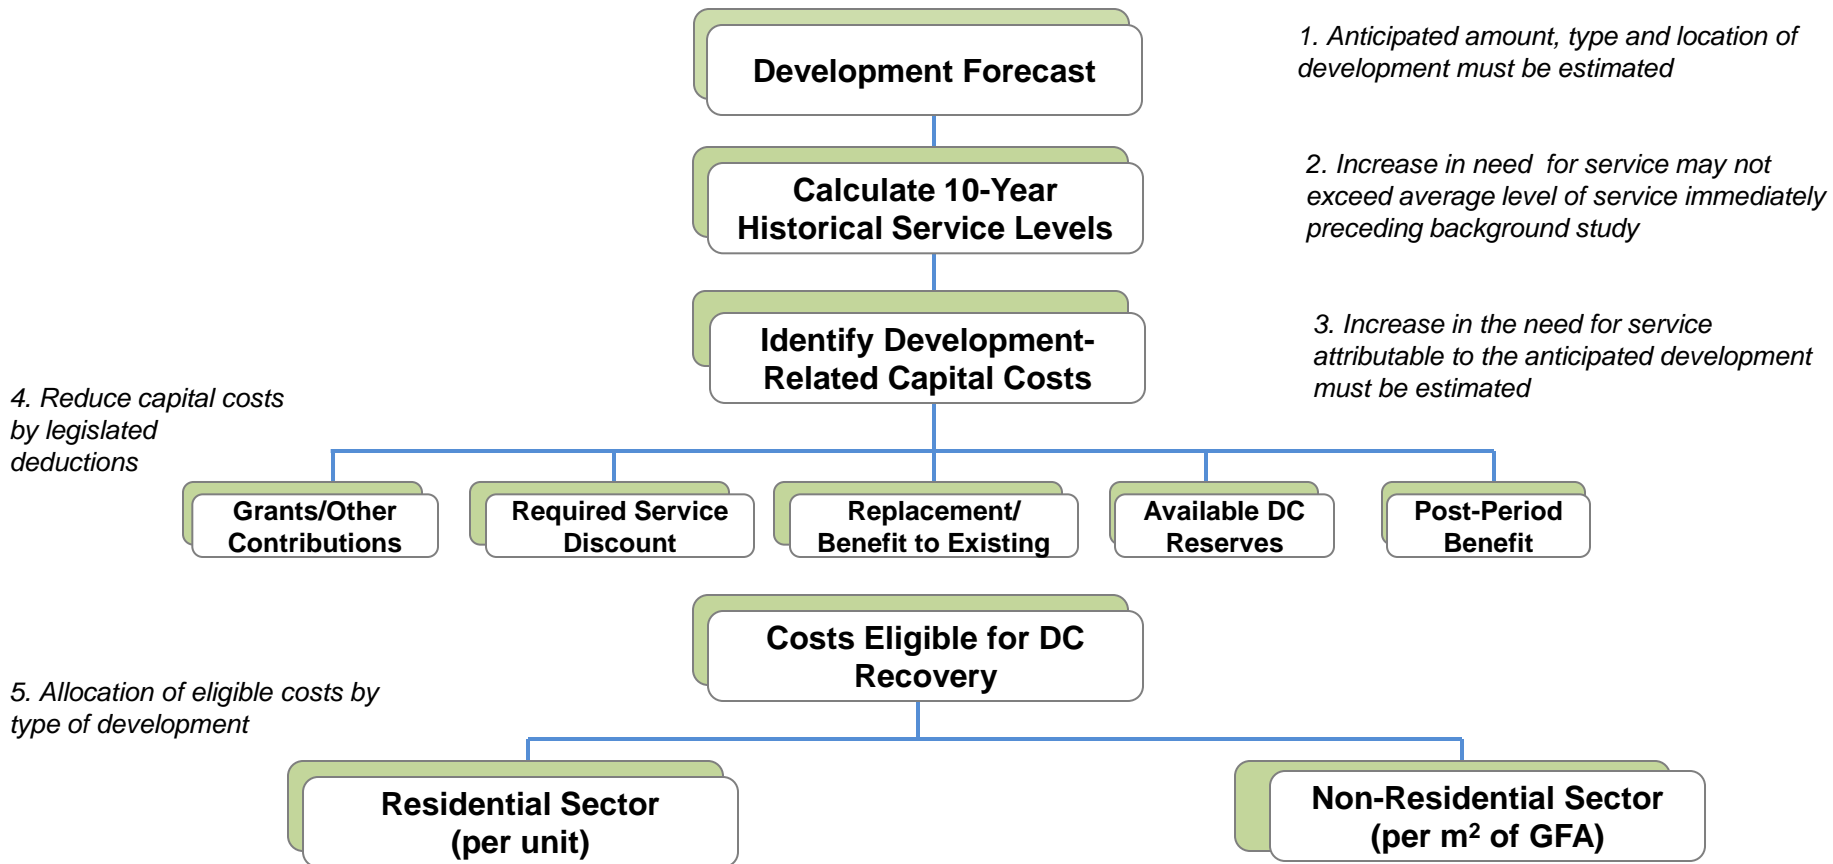 Development Forecast
1. Anticipated amount, type and location of
development must be estimated
Calculate 10-Year
Historical Service Levels
2. Increase in need  for service may not
exceed average level of service immediately
preceding background study
Identify Development-
Related Capital Costs
3. Increase in the need for service
attributable to the anticipated development
must be estimated
4. Reduce capital costs
by legislated
deductions
Grants/Other
Contributions
Required Service
Discount
Replacement/
Benefit to Existing
Available DC
Reserves
Post-Period
Benefit
Costs Eligible for DC
Recovery
5. Allocation of eligible costs by
type of development
Residential Sector
(per unit)
Non-Residential Sector
(per m² of GFA)